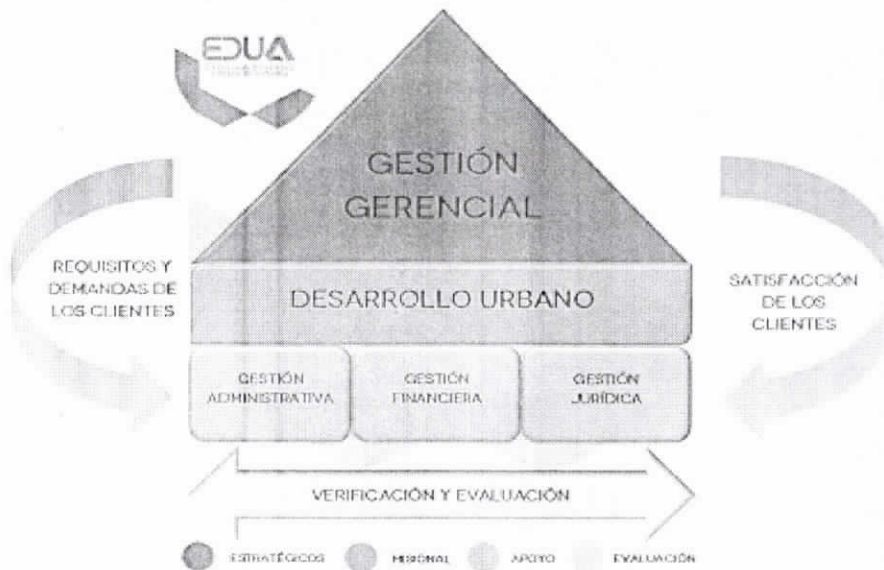 EDUA
GESTIÓN
GERENCIAL
REQUISITOS Y
DEMANDAS DE
LOS CLIENTES
DESARROLLO URBANO
SATISFACCIÓN
DE LOS
CLIENTES
GESTIÓN
ADMINISTRATIVA
GESTIÓN
FINANCIERA
GESTIÓN
JURÍDICA
VERIFICACIÓN Y EVALUACIÓN
ESTRATÉGICOS
MISIONAL
APOYO
EVALUACIÓN